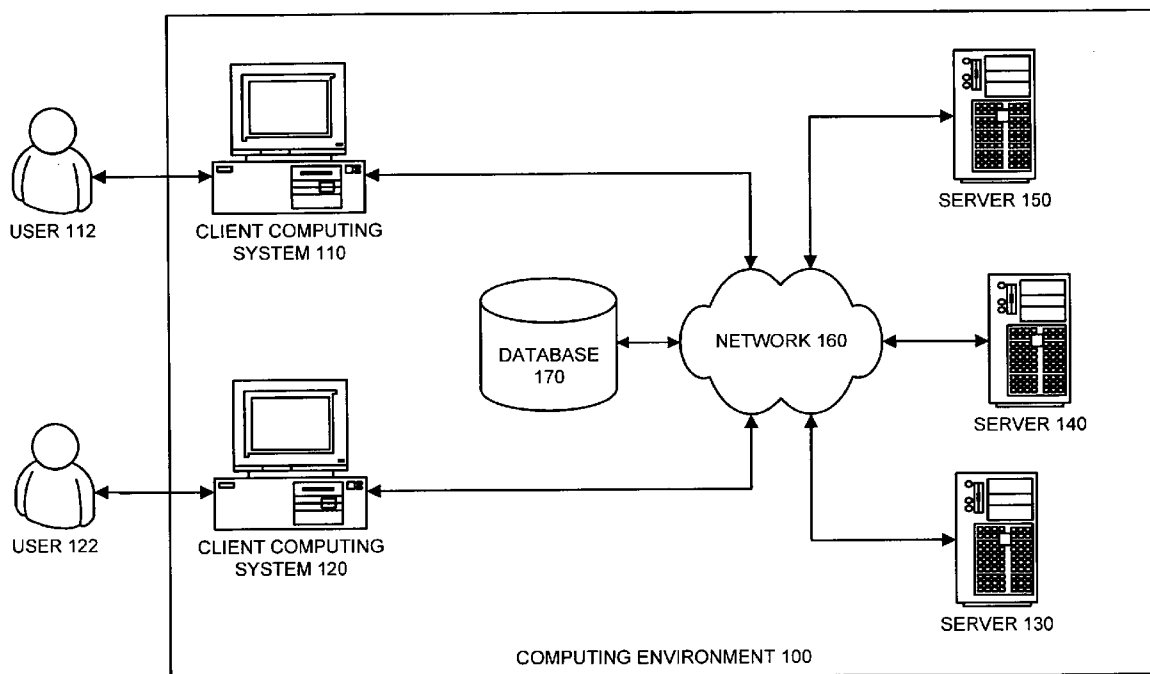 SERVER 150
USER 112
CLIENT COMPUTING
SYSTEM 110
DATABASE
170
NETWORK 160
SERVER 140
USER 122
CLIENT COMPUTING
SYSTEM 120
SERVER 130
COMPUTING ENVIRONMENT 100